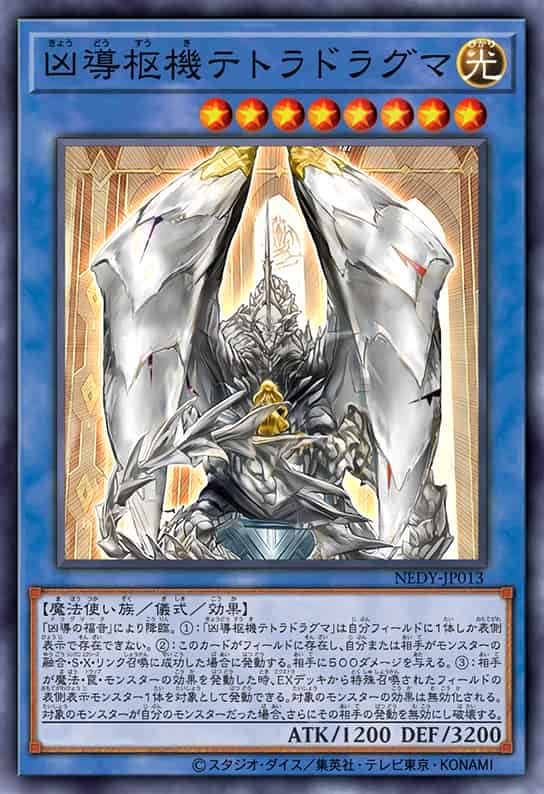 凶導枢機テトラドラグマ
光
NEDY-JP013
【魔法使い族/儀式/効果】
「凶導の福音」により降臨。①:「凶導枢機テトラドラグマ」は自分フィールドに1体しか表側
表示で存在できない。②:このカードがフィールドに存在し、自分または相手がモンスターの
融合・S・X・リンク召喚に成功した場合に発動する。相手に500ダメージを与える。③:相手
が魔法・罠・モンスターの効果を発動した時、EXデッキから特殊召喚されたフィールドの
表側表示モンスター1体を対象として発動できる。対象のモンスターの効果は無効化される。
対象のモンスターが自分のモンスターだった場合、さらにその相手の発動を無効にし破壊する。
ATK/1200 DEF/3200
©スタジオ・ダイス/集英社・テレビ東京・KONAMI